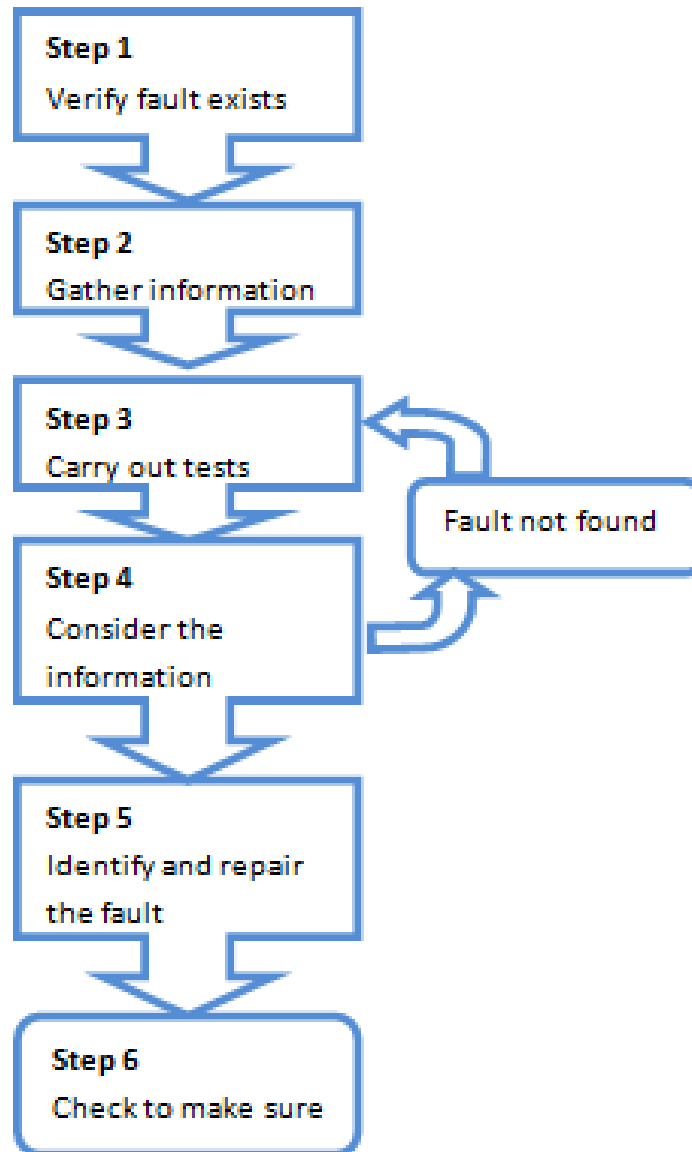 Step 1
Verify fault exists
Step 2
Gather information
Step 3
Carry out tests
Fault not found
Step 4
Consider the
information
Step 5
Identify and repair
the fault
Step 6
Check to make sure